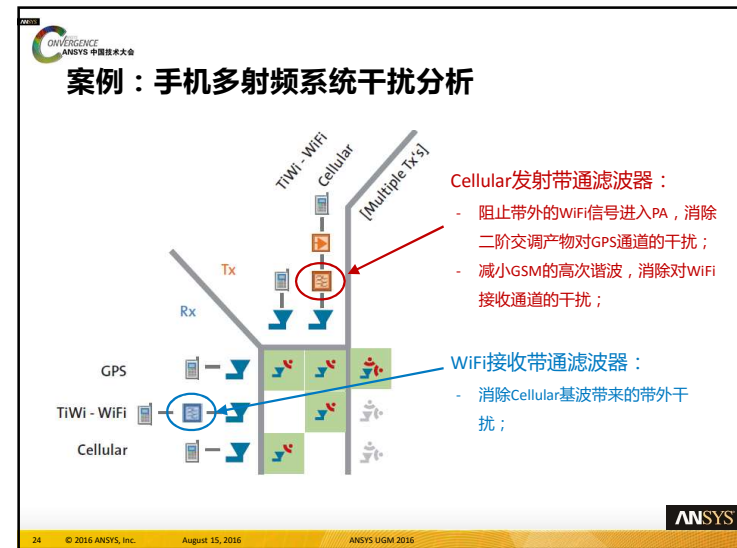 ANSYS
CONVERGENCE
ANSYS 中国技术大会
案例：手机多射频系统干扰分析
TiWi - WiFi
Cellular
[Multiple Tx's]
Tx
Rx
GPS
TiWi - WiFi
Cellular
Cellular发射带通滤波器：
- 阻止带外的WiFi信号进入PA，消除
二阶交调产物对GPS通道的干扰；
- 减小GSM的高次谐波，消除对WiFi
接收通道的干扰；
WiFi接收带通滤波器：
- 消除Cellular基波带来的带外干
扰；
ANSYS
24 © 2016 ANSYS, Inc. August 15, 2016 ANSYS UGM 2016